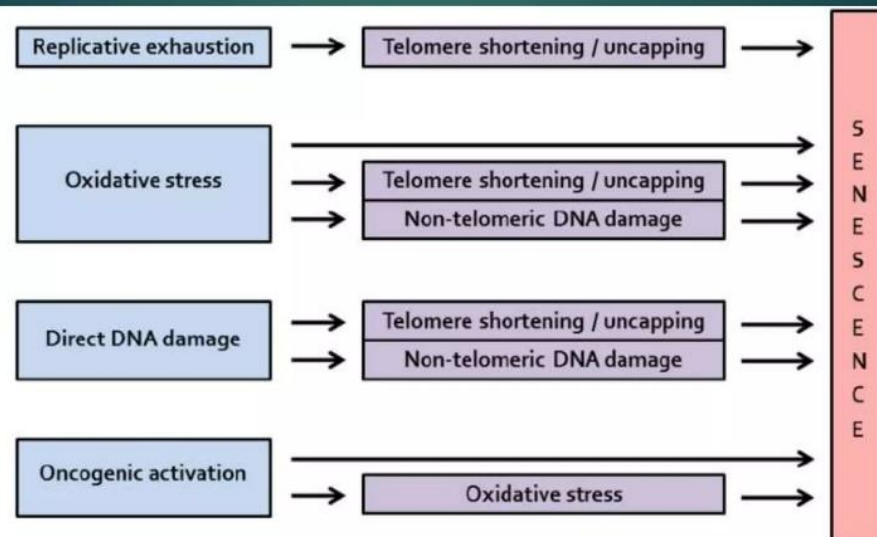 Replicative exhaustion
Telomere shortening / uncapping
Oxidative stress
Telomere shortening / uncapping
Non-telomeric DNA damage
Direct DNA damage
Telomere shortening / uncapping
Non-telomeric DNA damage
Oncogenic activation
Oxidative stress
SENESCENCE